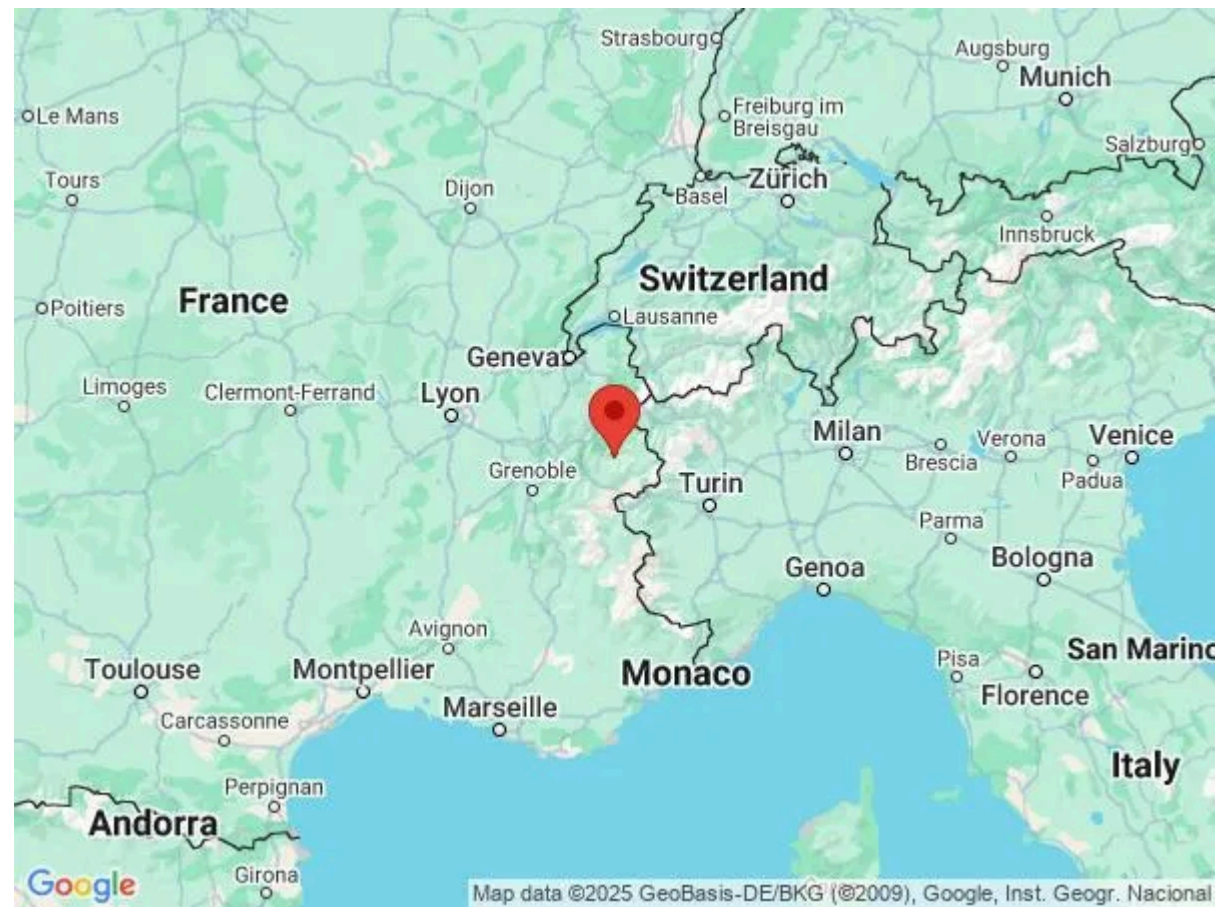 Strasbourg
Augsburg
Munich
Le Mans
Freiburg im
Breisgau
Salzburg
Tours
Dijon
Basel
Zürich
Innsbruck
Switzerland
France
Poitiers
Lausanne
Geneva
Limoges
Clermont-Ferrand
Lyon
Milan
Verona
Venice
Brescia
Padua
Grenoble
Turin
Parma
Bologna
Genoa
Avignon
San Marino
Toulouse
Montpellier
Monaco
Pisa
Florence
Marseille
Carcassonne
Italy
Perpignan
Andorra
Girona
Google
Map data ©2025 GeoBasis-DE/BKG (©2009), Google, Inst. Geogr. Nacional